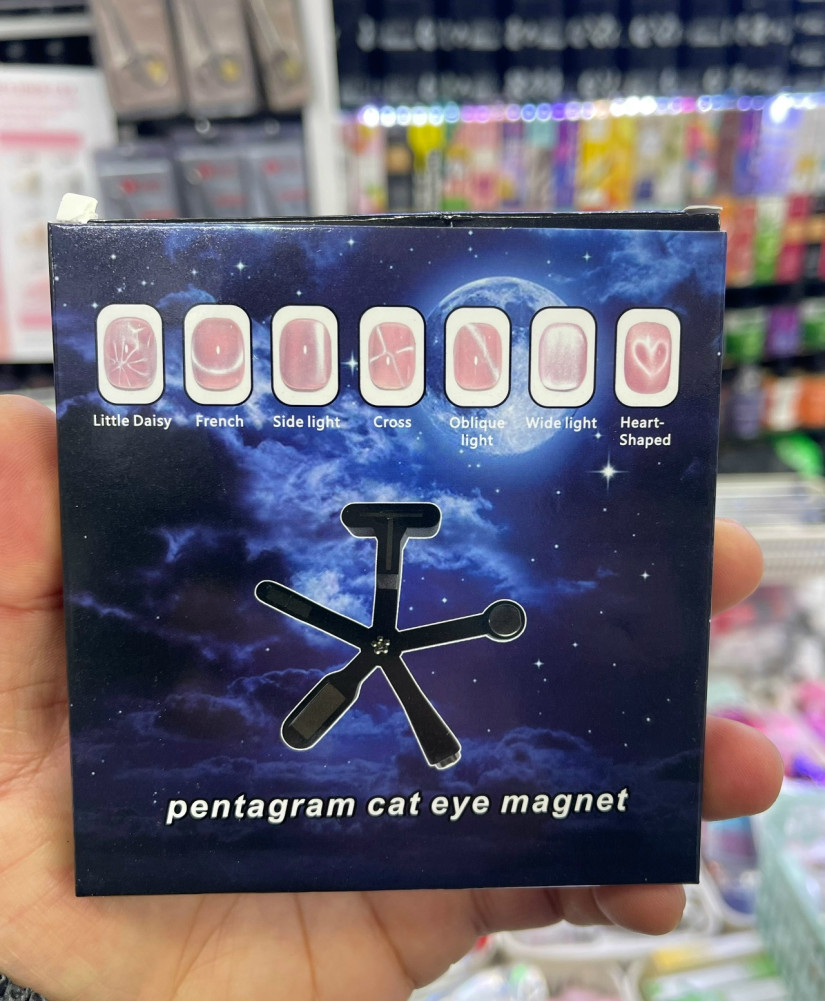 Little Daisy
French
Side light
Cross
Oblique
light
Wide light
Heart-
Shaped
pentagram cat eye magnet